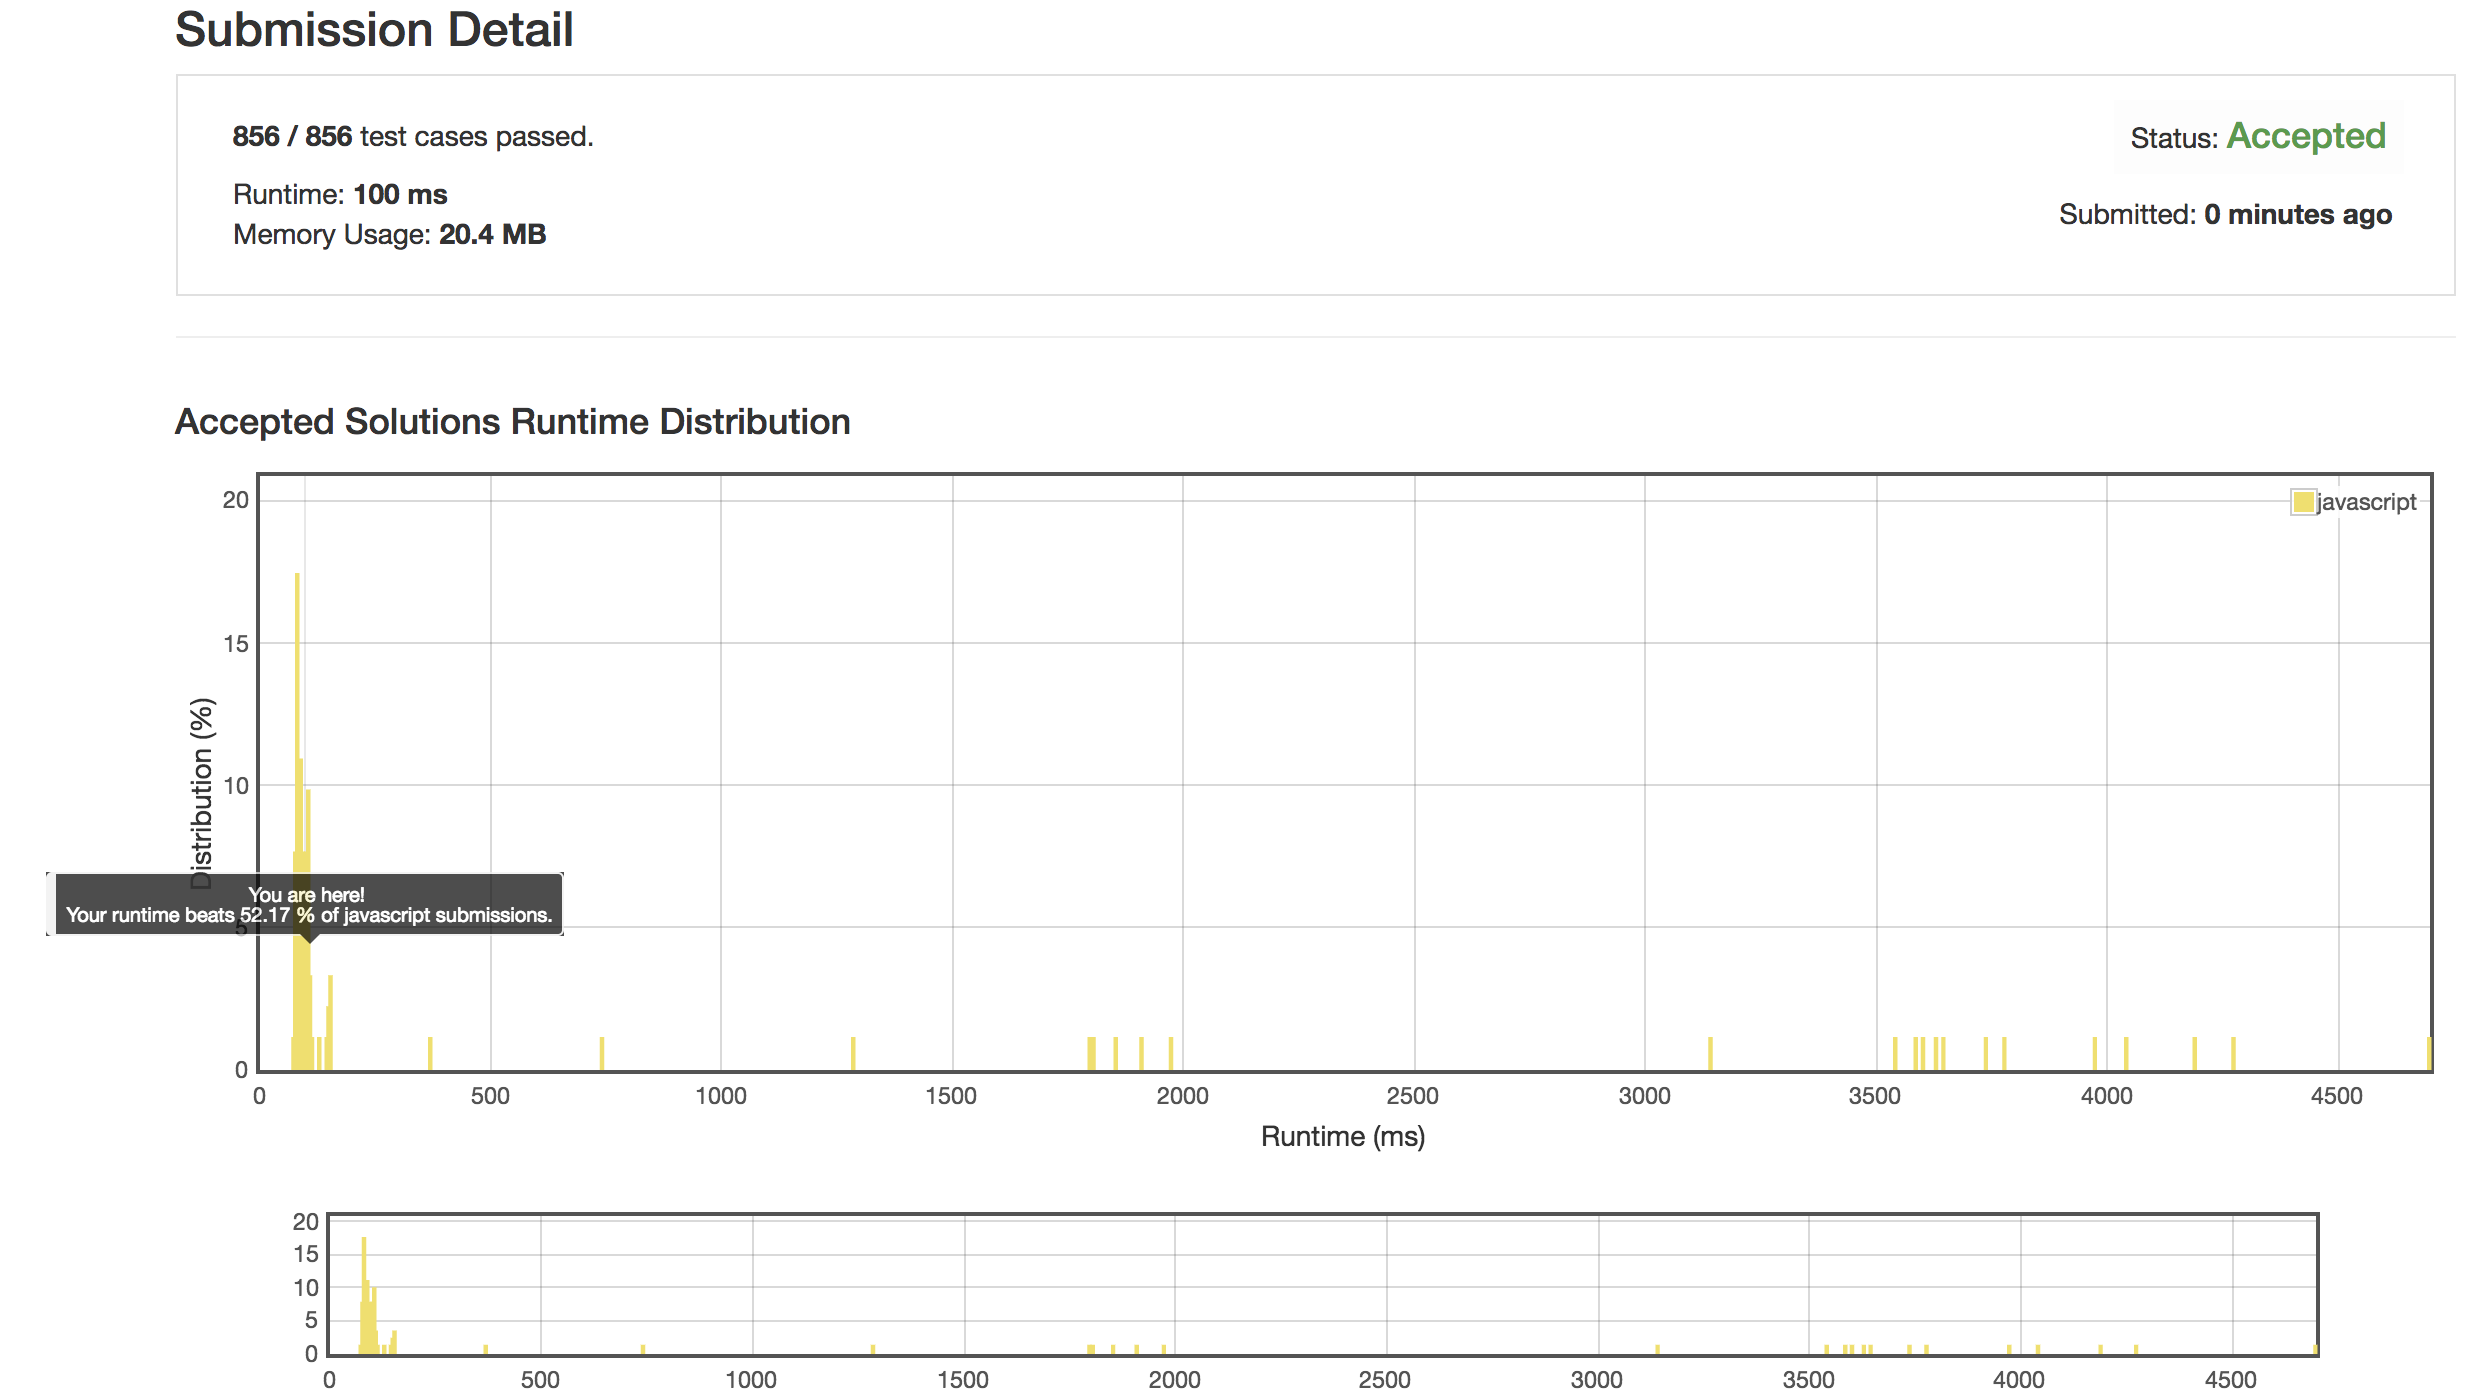 Submission Detail
856 / 856 test cases passed.
Status: Accepted
Runtime: 100 ms
Submitted: 0 minutes ago
Memory Usage: 20.4 MB
Accepted Solutions Runtime Distribution
javascript
20
15
10
5
0
Distribution (%)
You are here!
Your runtime beats 52.17 % of javascript submissions.
0 500 1000 1500 2000 2500 3000 3500 4000 4500
Runtime (ms)
20
15
10
5
0
0 500 1000 1500 2000 2500 3000 3500 4000 4500